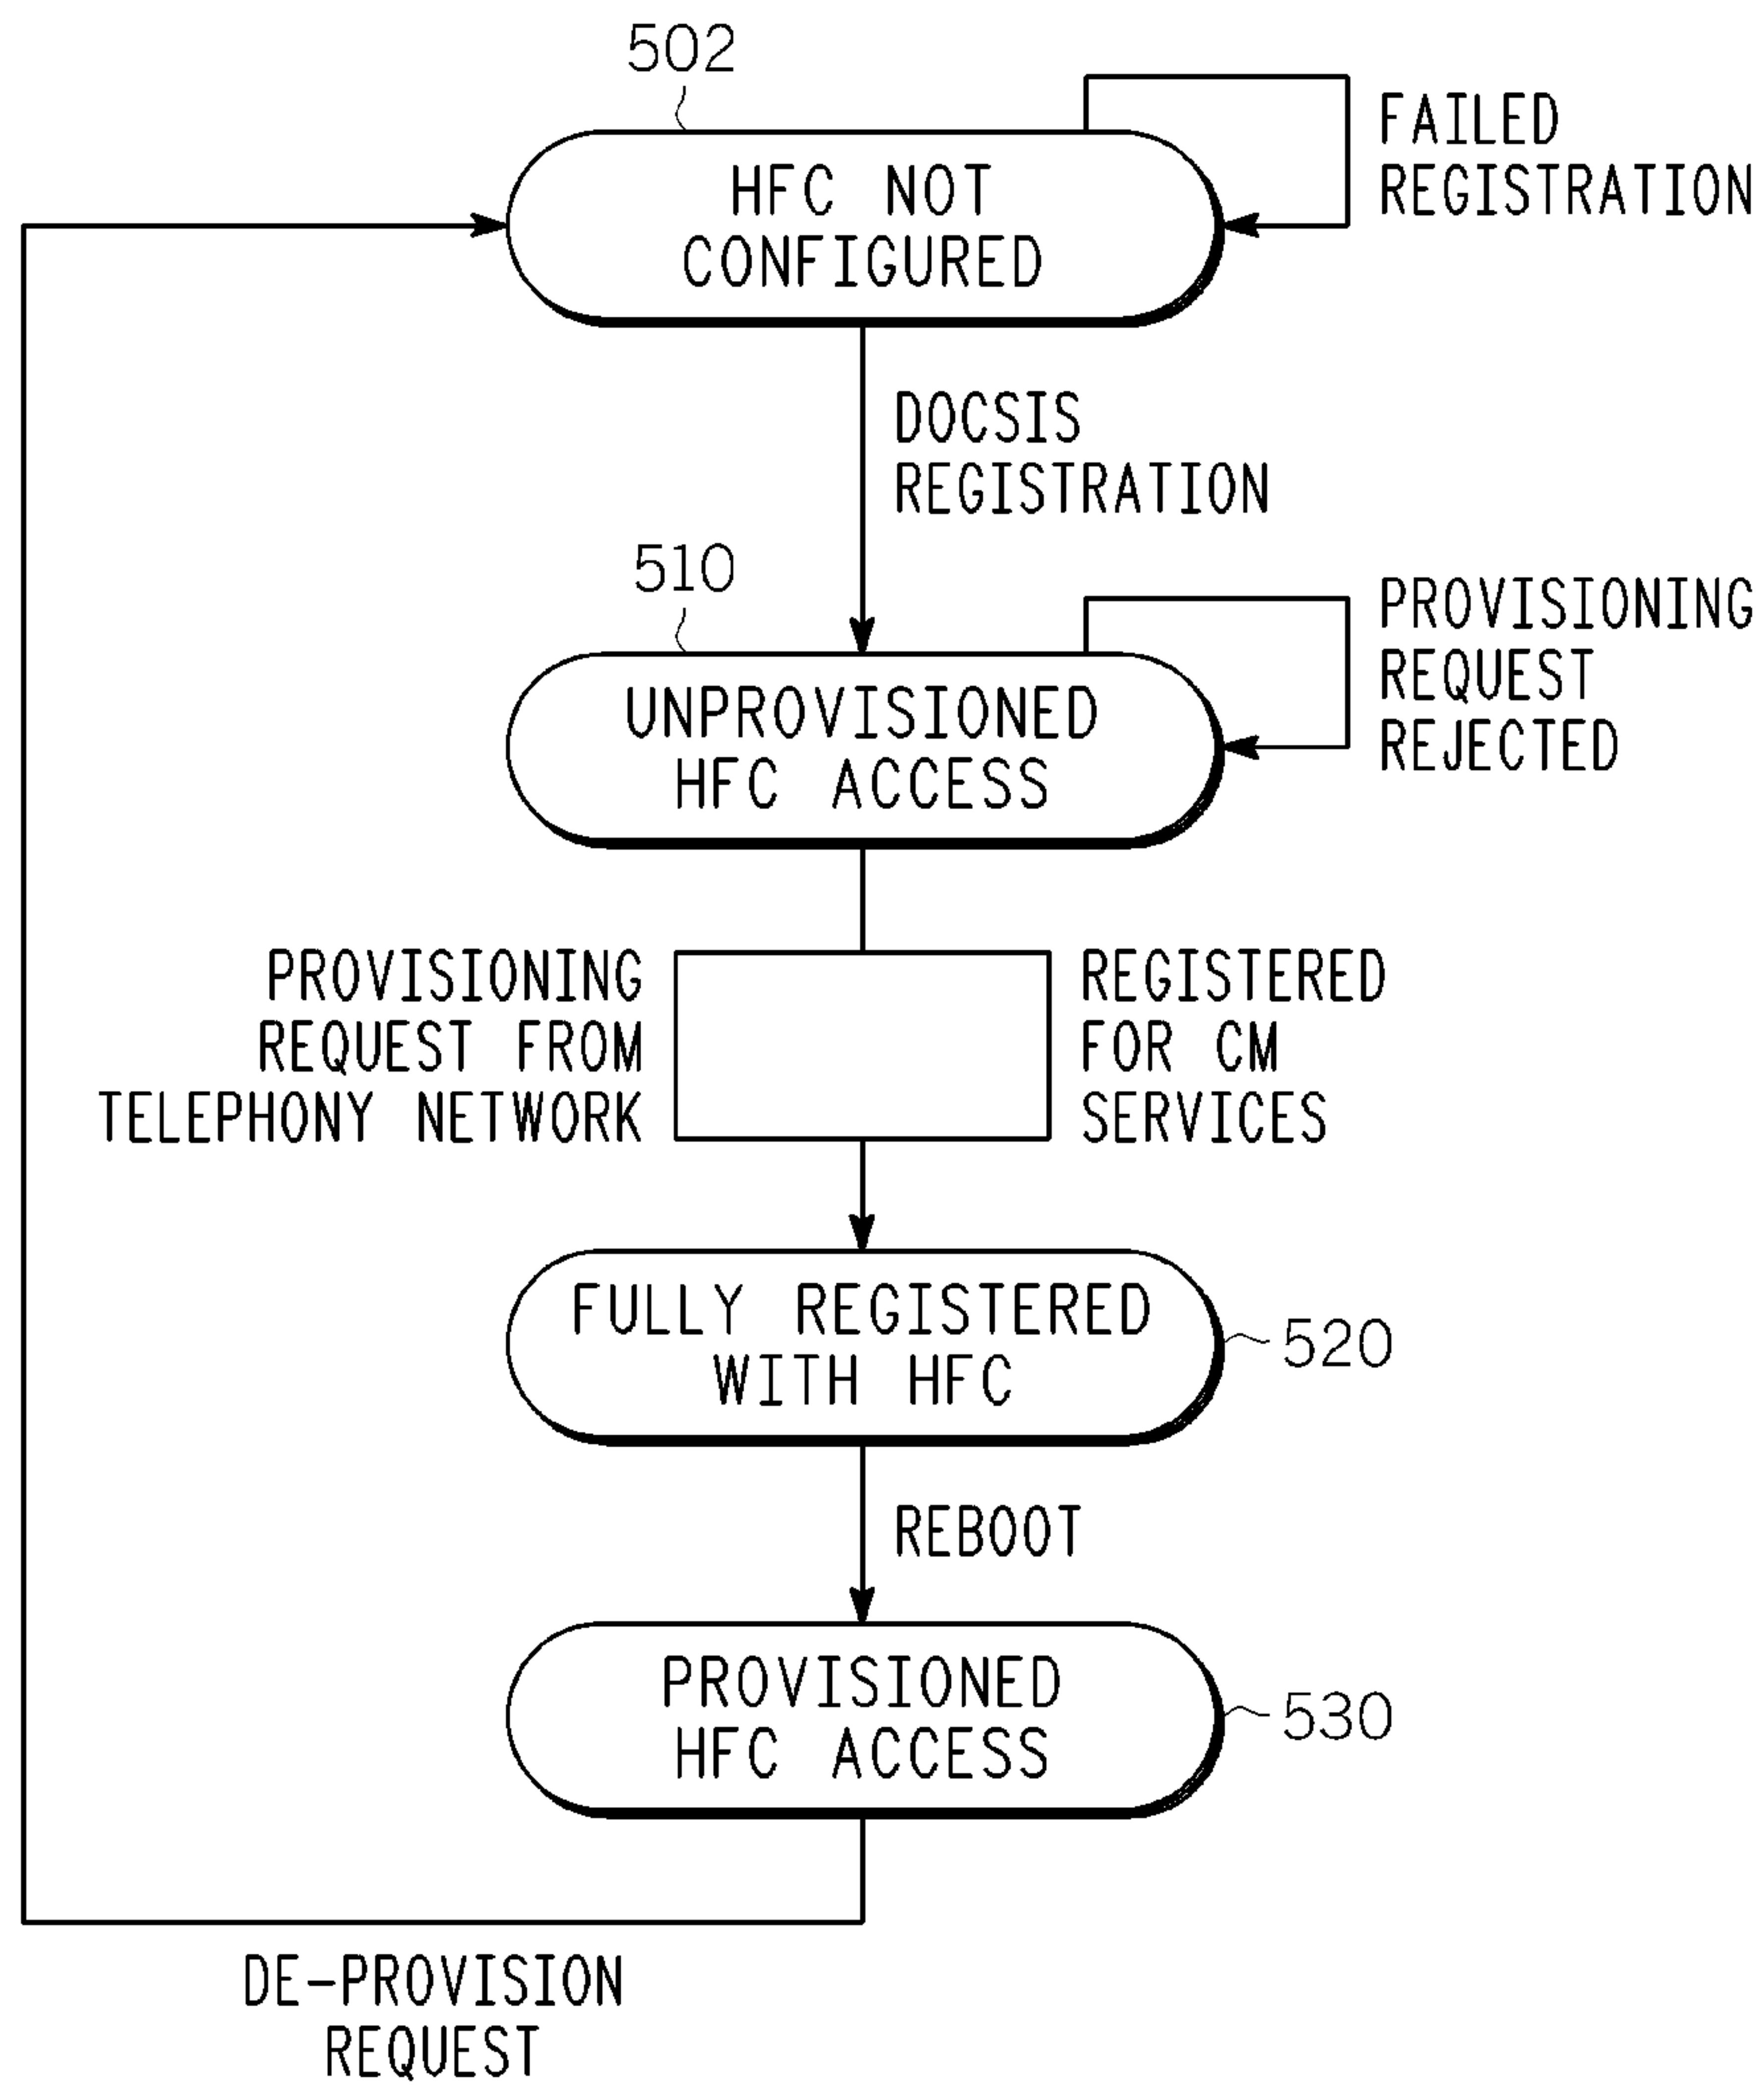 502
HFC NOT
CONFIGURED
FAILED
REGISTRATION
DOCSIS
REGISTRATION
510
UNPROVISIONED
HFC ACCESS
PROVISIONING
REQUEST
REJECTED
PROVISIONING
REQUEST FROM
TELEPHONY NETWORK
REGISTERED
FOR CM
SERVICES
FULLY REGISTERED
WITH HFC
520
REBOOT
PROVISIONED
HFC ACCESS
530
DE-PROVISION
REQUEST